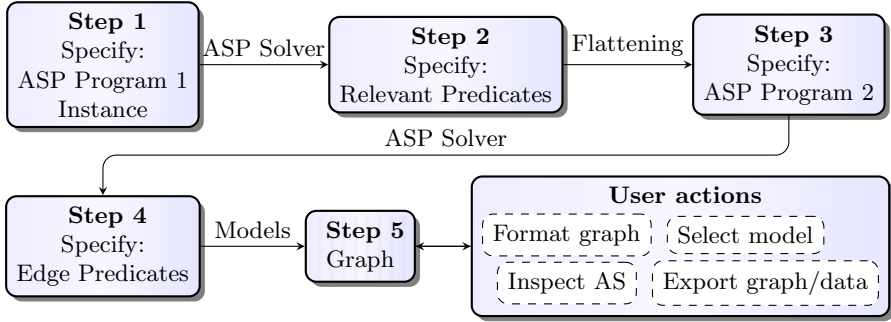 Step 1
Specify:
ASP Program 1
Instance
ASP Solver
Step 2
Specify:
Relevant Predicates
Flattening
Step 3
Specify:
ASP Program 2
ASP Solver
Step 4
Specify:
Edge Predicates
Models
Step 5
Graph
User actions
Format graph
Select model
Inspect AS
Export graph/data